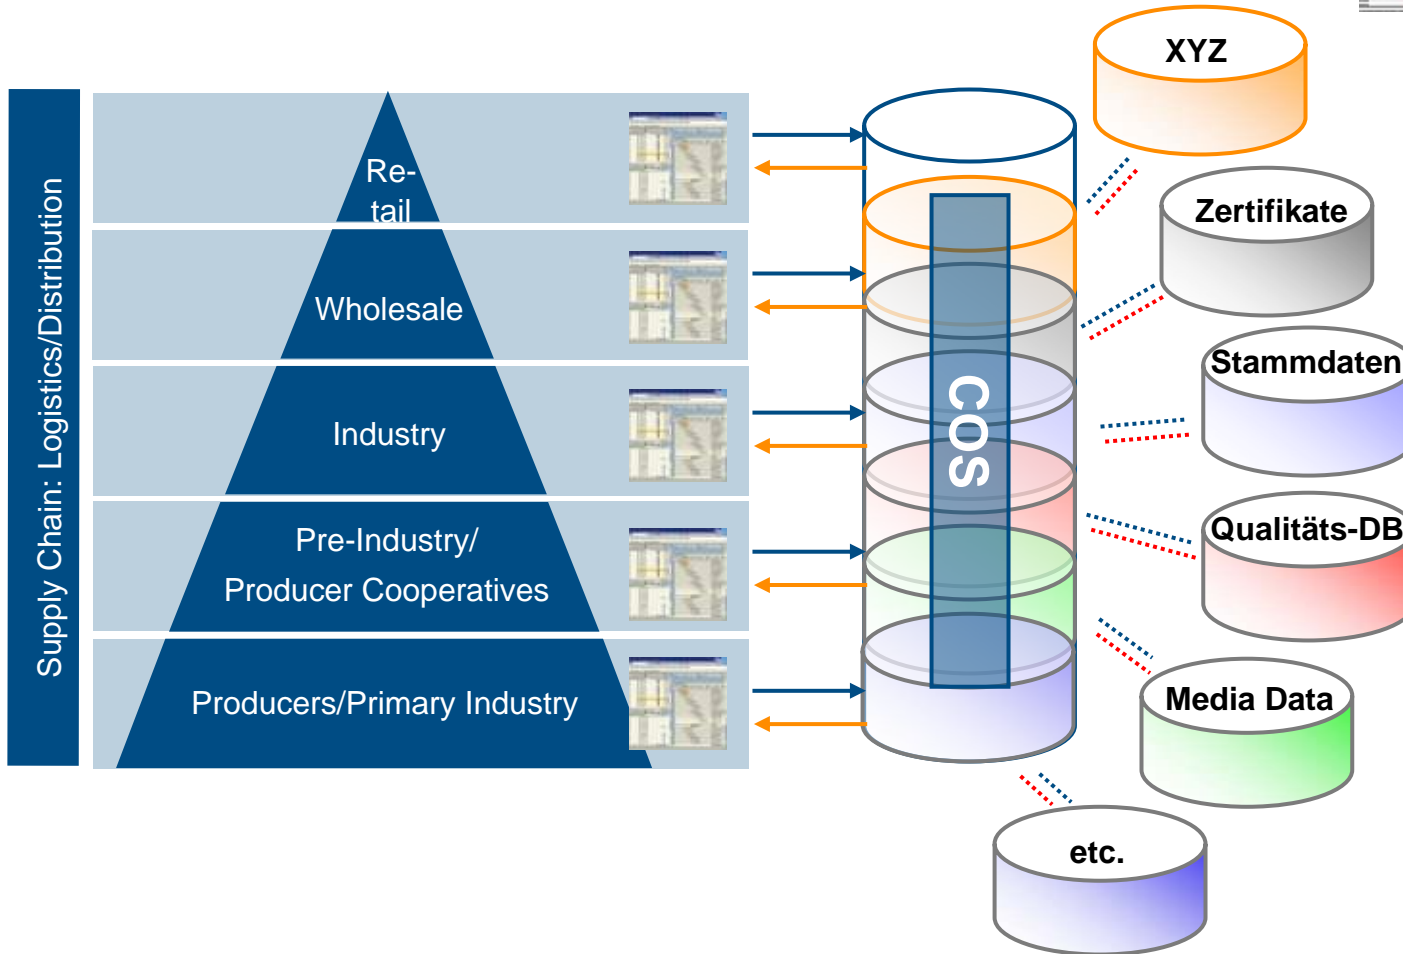 Supply Chain: Logistics/Distribution
Re-
tail
Wholesale
Industry
Pre-Industry/
Producer Cooperatives
Producers/Primary Industry
COS
XYZ
Zertifikate
Stammdaten
Qualitäts-DB
Media Data
etc.